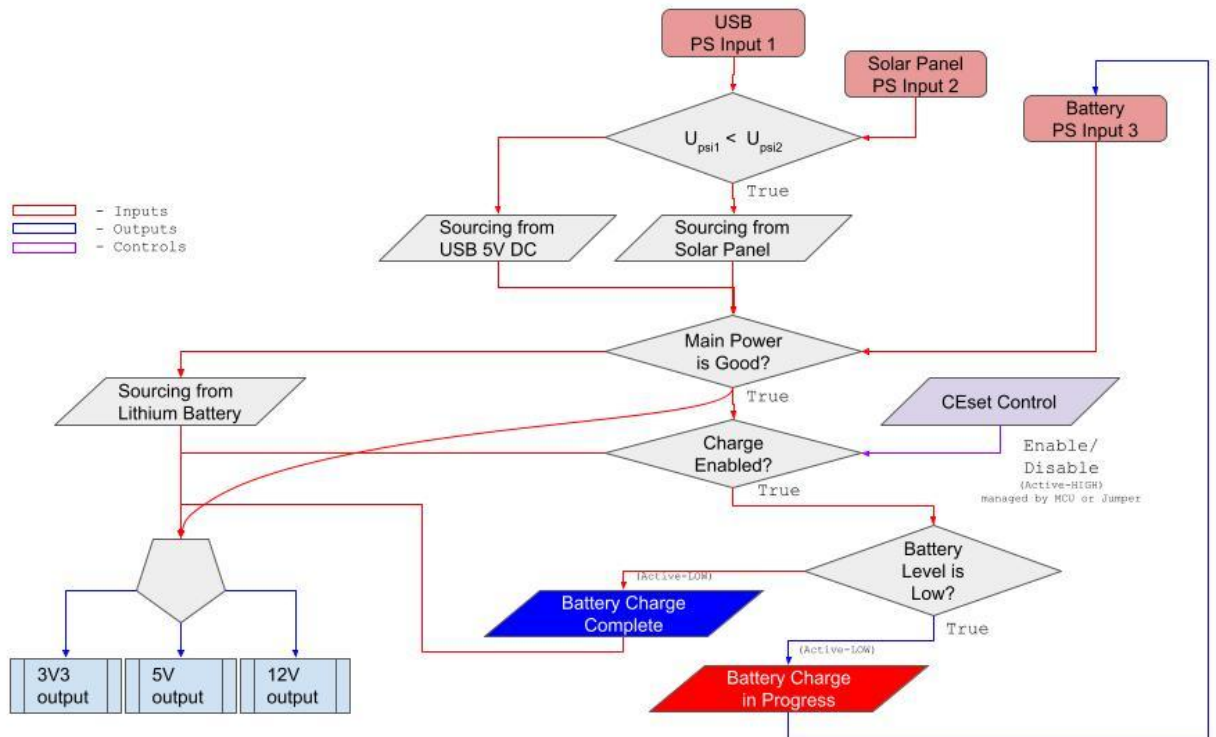 USB
PS Input 1
Solar Panel
PS Input 2
Battery
PS Input 3
U_psi1 < U_psi2
True
- Inputs
- Outputs
- Controls
Sourcing from
USB 5V DC
Sourcing from
Solar Panel
Main Power
is Good?
True
Sourcing from
Lithium Battery
CEset Control
Charge
Enabled?
True
Enable/
Disable
(Active-HIGH)
managed by MCU or Jumper
Battery
Level is
Low?
True
(Active-LOW)
Battery Charge
Complete
(Active-LOW)
Battery Charge
in Progress
3V3
output
5V
output
12V
output